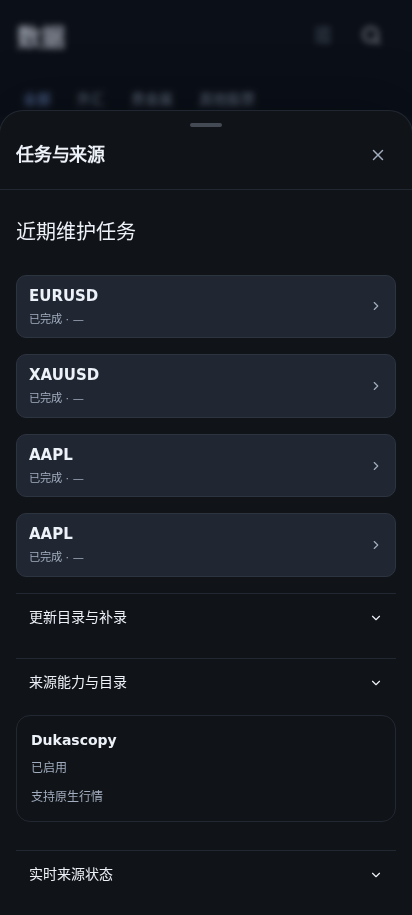 数据
任务与来源
近期维护任务
EURUSD
已完成 · —
XAUUSD
已完成 · —
AAPL
已完成 · —
AAPL
已完成 · —
更新目录与补录
来源能力与目录
Dukascopy
已启用
支持原生行情
实时来源状态